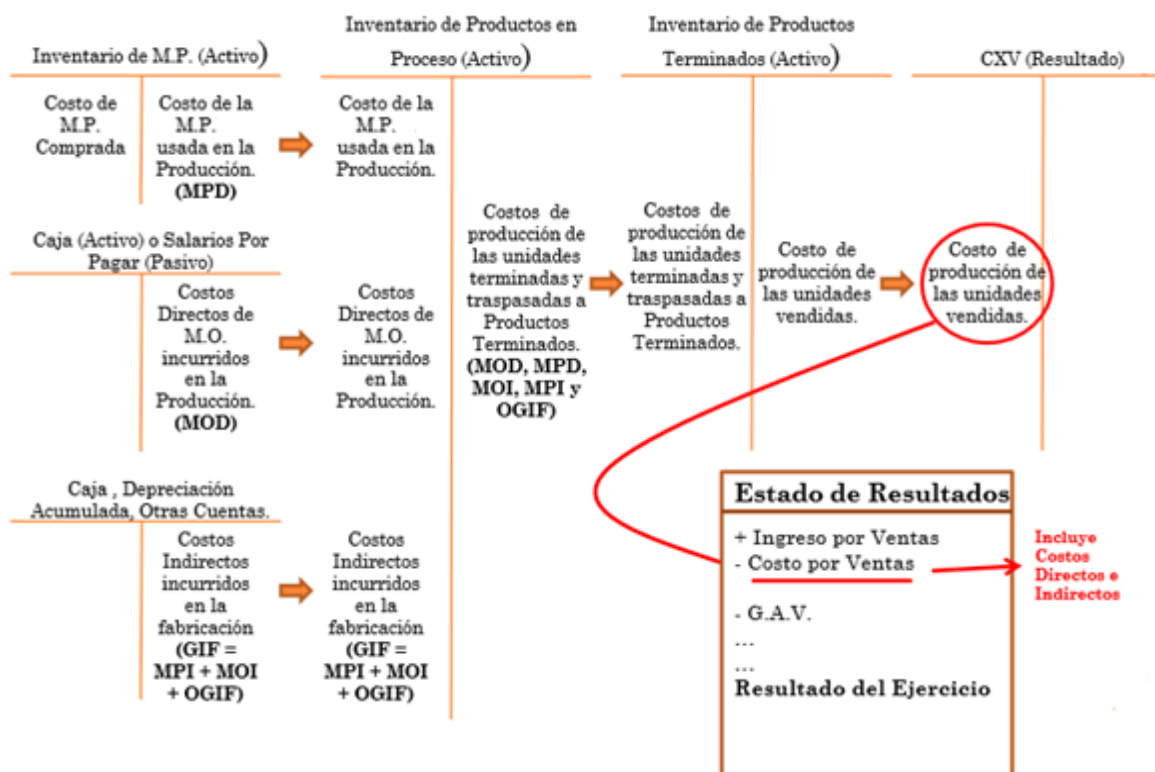 Inventario de M.P. (Activo)
Costo de
M.P.
Comprada
Costo de la
M.P.
usada en la
Producción.
(MPD)
Inventario de Productos en
Proceso (Activo)
Costo de la
M.P.
usada en la
Producción.
Inventario de Productos
Terminados (Activo)
CXV (Resultado)
Caja (Activo) o Salarios Por
Pagar (Pasivo)
Costos
Directos de
M.O.
incurridos
en la
Producción.
(MOD)
Costos
Directos de
M.O.
incurridos
en la
Producción.
Costos de
producción de
las unidades
terminadas y
traspasadas a
Productos
Terminados.
(MOD, MPD,
MOI, MPI y
OGIF)
Costos de
producción de
las unidades
terminadas y
traspasadas a
Productos
Terminados.
Costo de
producción de
las unidades
vendidas.
Costo de
producción de
las unidades
vendidas.
Caja , Depreciación
Acumulada, Otras Cuentas.
Costos
Indirectos
incurridos
en la
fabricación
(GIF =
MPI + MOI
+ OGIF)
Costos
Indirectos
incurridos
en la
fabricación
(GIF =
MPI + MOI
+ OGIF)
Estado de Resultados
+ Ingreso por Ventas
- Costo por Ventas
- G.A.V.
...
...
Resultado del Ejercicio
Incluye
Costos
Directos e
Indirectos